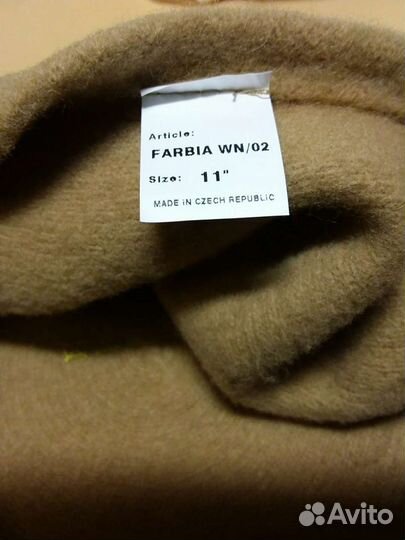 Article:
FARBIA WN/02
Size: 11"
MADE IN CZECH REPUBLIC
Avito